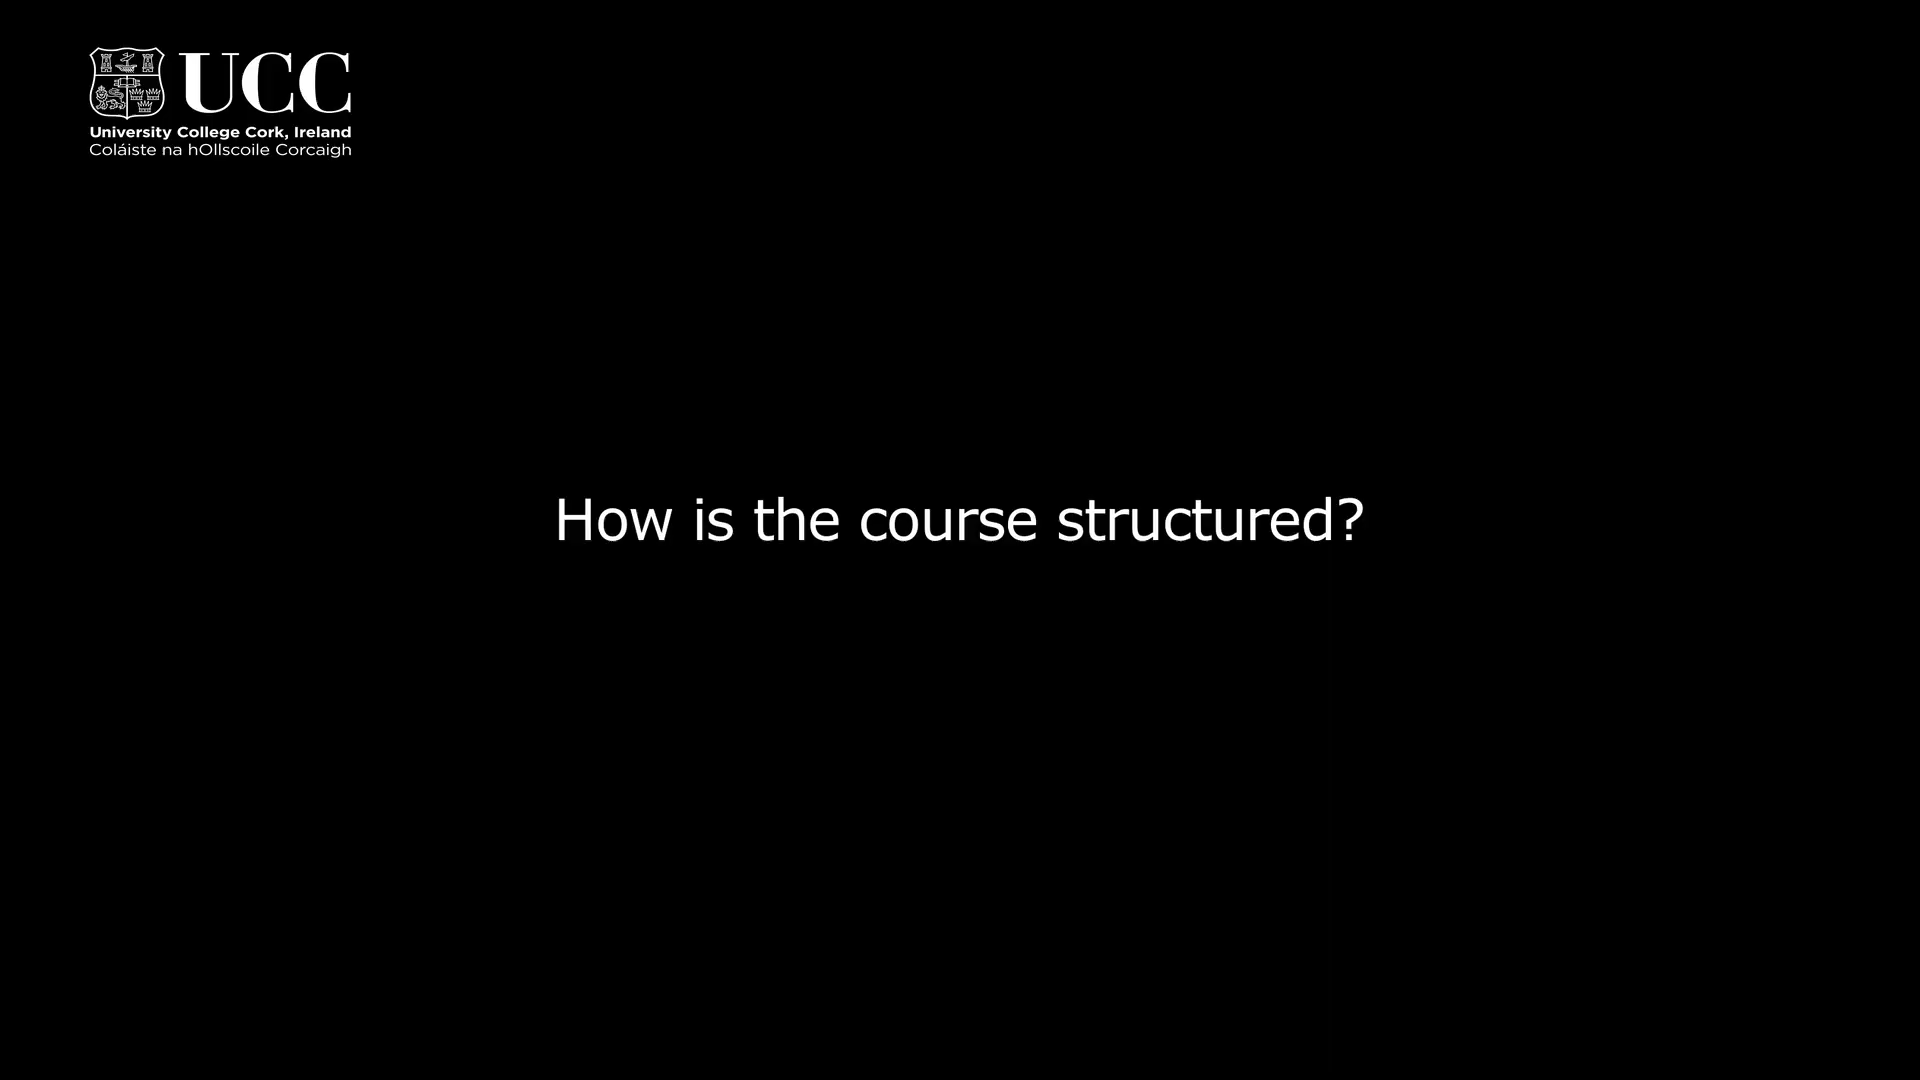 UCC
University College Cork, Ireland
Coláiste na hOllscoile Corcaigh
How is the course structured?